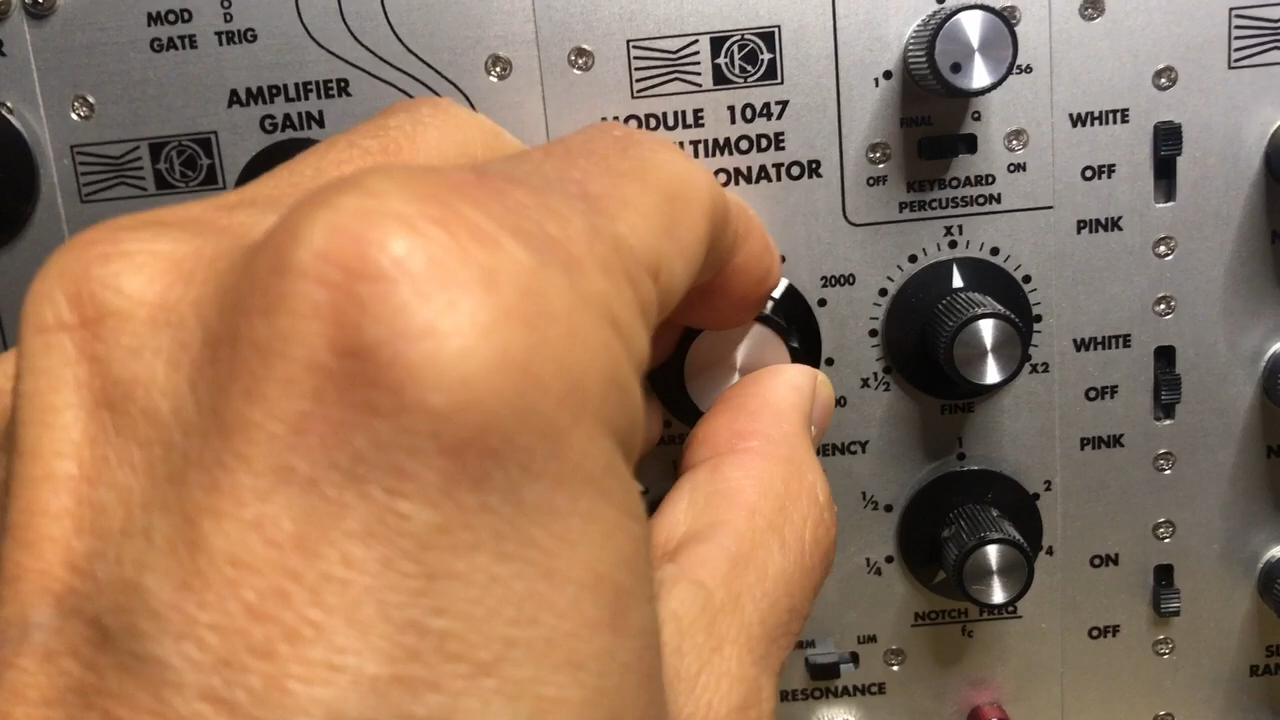 MOD
GATE TRIG
AMPLIFIER
GAIN
MODULE 1047
ONATOR
1
FINAL
Q
OFF
ON
KEYBOARD
PERCUSSION
X1
2000
X½
X2
FINE
1
½
2
¼
4
NOTCH FREQ
fc
LIM
RESONANCE
WHITE
OFF
PINK
WHITE
OFF
PINK
ON
OFF